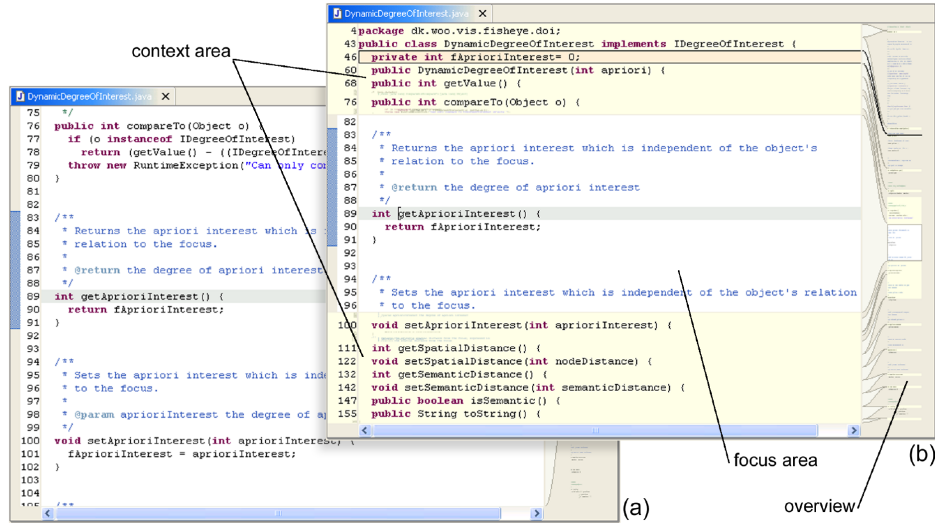 context area
DynamicDegreeOfInterest.java
4 package dk.woo.vis.fisheye.doi;
43 public class DynamicDegreeOfInterest implements IDegreeOfInterest {
46 private int fAprioriInterest= 0;
60 public DynamicDegreeOfInterest(int apriori) {
68 public int getValue() {
76 public int compareTo(Object o) {
82
83 /**
84 * Returns the apriori interest which is independent of the object's
85 * relation to the focus.
86 *
87 * @return the degree of apriori interest
88 */
89 int getAprioriInterest() {
90 return fAprioriInterest;
91 }
92
93
94 /**
95 * Sets the apriori interest which is independent of the object's relation
96 * to the focus.
100 void setAprioriInterest(int aprioriInterest) {
111 int getSpatialDistance() {
122 void setSpatialDistance(int nodeDistance) {
132 int getSemanticDistance() {
142 void setSemanticDistance(int semanticDistance) {
147 public boolean isSemantic() {
155 public String toString() {
(b)
focus area
overview
DynamicDegreeOfInterest.java
75 */
76 public int compareTo(Object o) {
77 if (o instanceof IDegreeOfInterest)
78 return (getValue() - ((IDegreeOfIntere
79 throw new RuntimeException("Can only co
80 }
81
82
83 /**
84 * Returns the apriori interest which is
85 * relation to the focus.
86 *
87 * @return the degree of apriori interest
88 */
89 int getAprioriInterest() {
90 return fAprioriInterest;
91 }
92
93
94 /**
95 * Sets the apriori interest which is ind
96 * to the focus.
97 *
98 * @param aprioriInterest the degree of a
99 */
100 void setAprioriInterest(int aprioriInterest) {
101 fAprioriInterest = aprioriInterest;
102 }
103
104
105 /**
(a)